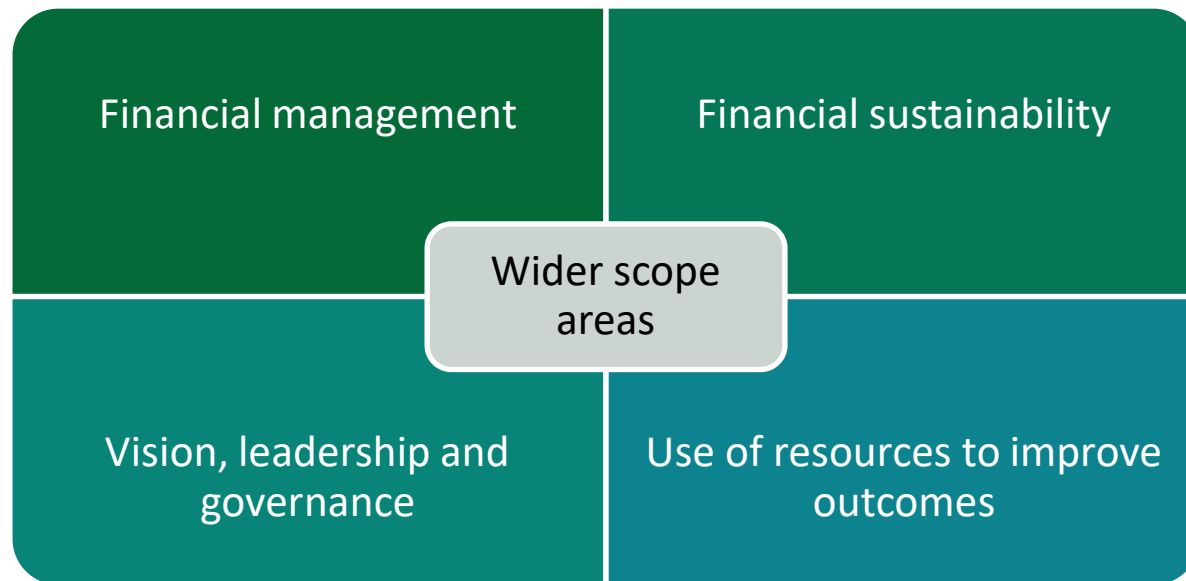 Financial management
Financial sustainability
Wider scope
areas
Vision, leadership and
governance
Use of resources to improve
outcomes